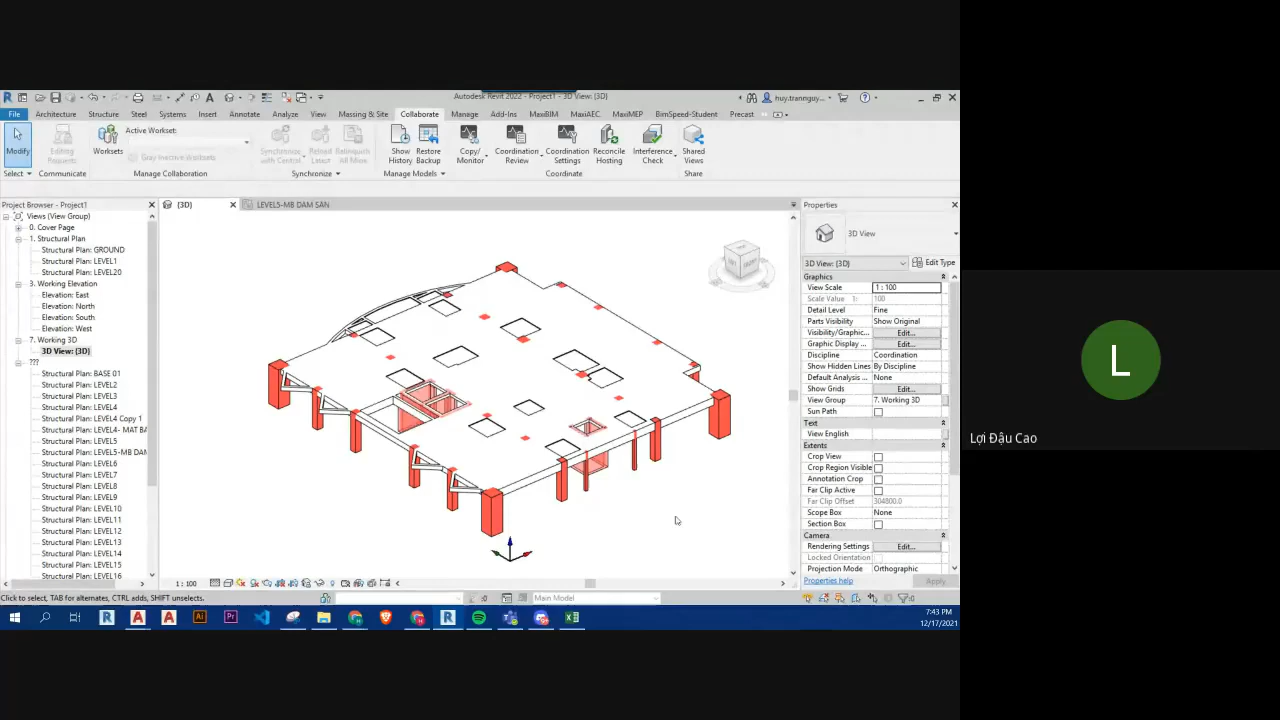 Autodesk Revit 2022 - Project1 - 3D View: {3D}
huy.trannguy...
File Architecture Structure Steel Systems Insert Annotate Analyze Massing & Site Collaborate View Manage Add-Ins MaxiBIM MaxiAEC MaxiMEP BimSpeed-Student Precast
Modify
Select
Editing Requests
Communicate
Worksets
Active Workset:
Gray Inactive Worksets
Manage Collaboration
Synchronize with Central
Reload Latest
Relinquish All Mine
Synchronize
Show History
Restore Backup
Manage Models
Copy/ Monitor
Coordination Review
Coordination Settings
Reconcile Hosting
Interference Check
Coordinate
Shared Views
Share
Project Browser - Project1
Views (View Group)
0. Cover Page
1. Structural Plan
Structural Plan: GROUND
Structural Plan: LEVEL1
Structural Plan: LEVEL20
3. Working Elevation
Elevation: East
Elevation: North
Elevation: South
Elevation: West
7. Working 3D
3D View: {3D}
???
Structural Plan: BASE 01
Structural Plan: LEVEL2
Structural Plan: LEVEL3
Structural Plan: LEVEL4
Structural Plan: LEVEL4 Copy 1
Structural Plan: LEVEL4- MAT BA
Structural Plan: LEVEL5
Structural Plan: LEVEL5-MB DAM
Structural Plan: LEVEL6
Structural Plan: LEVEL7
Structural Plan: LEVEL8
Structural Plan: LEVEL9
Structural Plan: LEVEL10
Structural Plan: LEVEL11
Structural Plan: LEVEL12
Structural Plan: LEVEL13
Structural Plan: LEVEL14
Structural Plan: LEVEL15
Structural Plan: LEVEL16
{3D}
LEVEL5-MB DAM SAN
1 : 100
Properties
3D View
3D View: {3D} Edit Type
Graphics
View Scale 1 : 100
Scale Value 1: 100
Detail Level Fine
Parts Visibility Show Original
Visibility/Graphic... Edit...
Graphic Display ... Edit...
Discipline Coordination
Show Hidden Lines By Discipline
Default Analysis ... None
Show Grids Edit...
View Group 7. Working 3D
Sun Path
Text
View English
Extents
Crop View
Crop Region Visible
Annotation Crop
Far Clip Active
Far Clip Offset 304800.0
Scope Box None
Section Box
Camera
Rendering Settings Edit...
Locked Orientation
Projection Mode Orthographic
Properties help Apply
Click to select, TAB for alternates, CTRL adds, SHIFT unselects.
:0
Main Model
:0
7:43 PM
12/17/2021
L
Lợi Đậu Cao